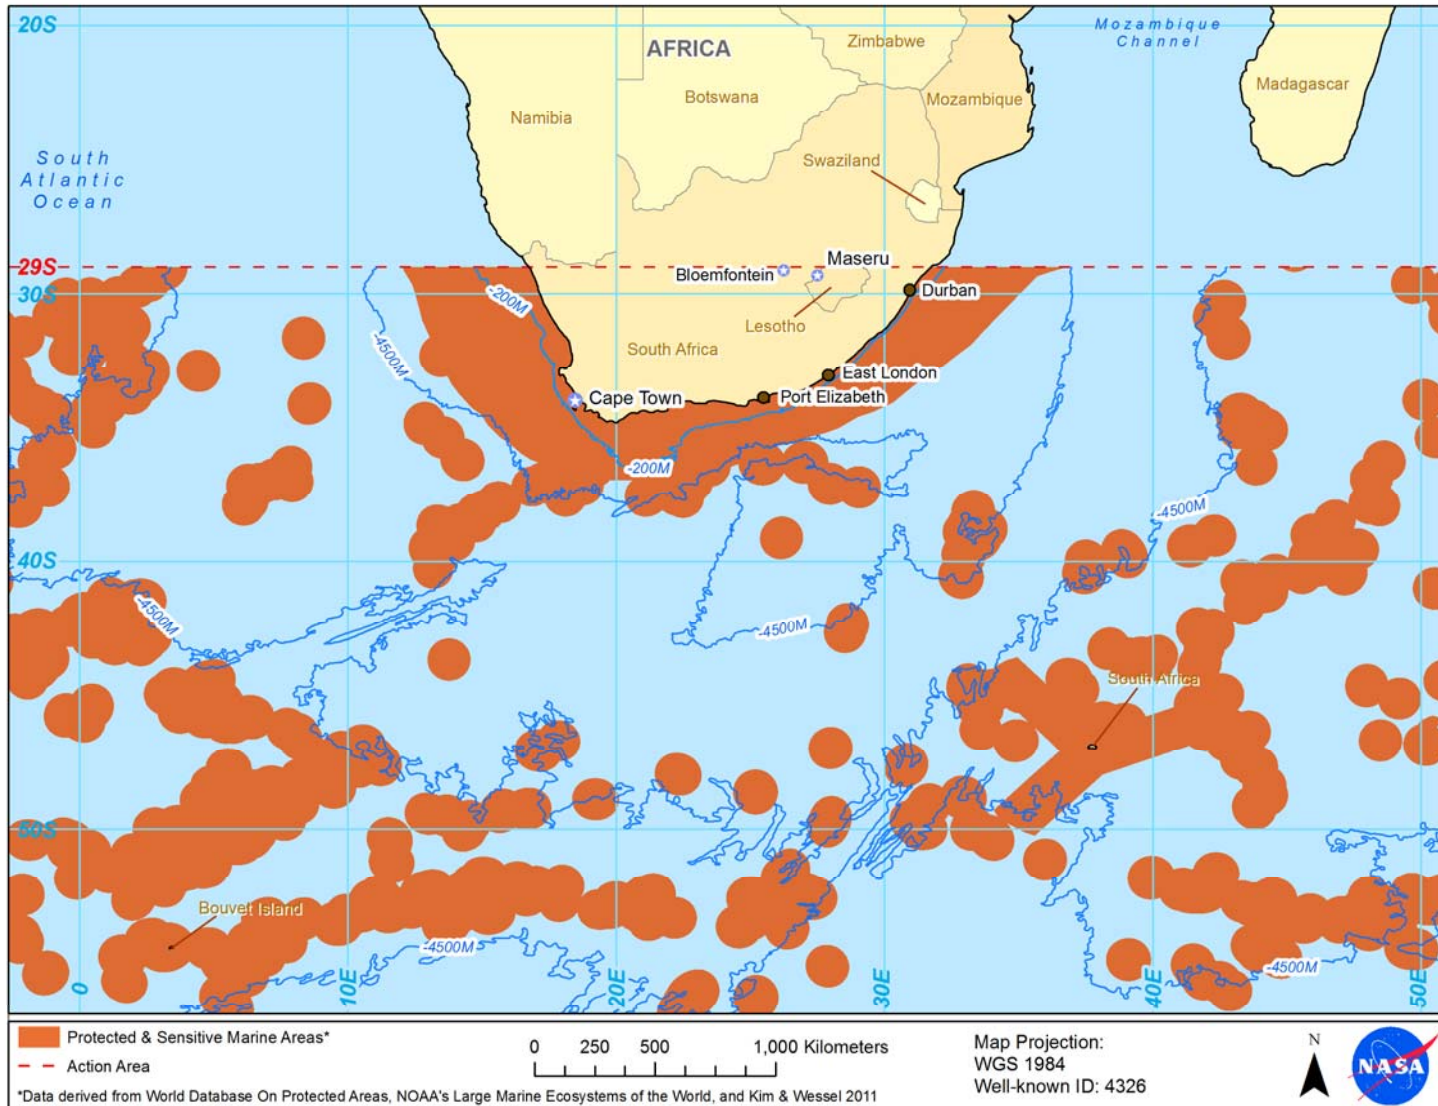 20S
AFRICA
Zimbabwe
Mozambique
Channel
Madagascar
Botswana
Mozambique
Namibia
South
Atlantic
Ocean
Swaziland
29S
Maseru
Bloemfontein
30S
-200M
Durban
Lesotho
-4500M
South Africa
East London
Cape Town
Port Elizabeth
-200M
-4500M
40S
-4500M
-4500M
South Africa
50S
Bouvet Island
-4500M
-4500M
0
10E
20E
30E
40E
50E
Protected & Sensitive Marine Areas*
Action Area
0 250 500 1,000 Kilometers
*Data derived from World Database On Protected Areas, NOAA's Large Marine Ecosystems of the World, and Kim & Wessel 2011
Map Projection:
WGS 1984
Well-known ID: 4326
N
NASA